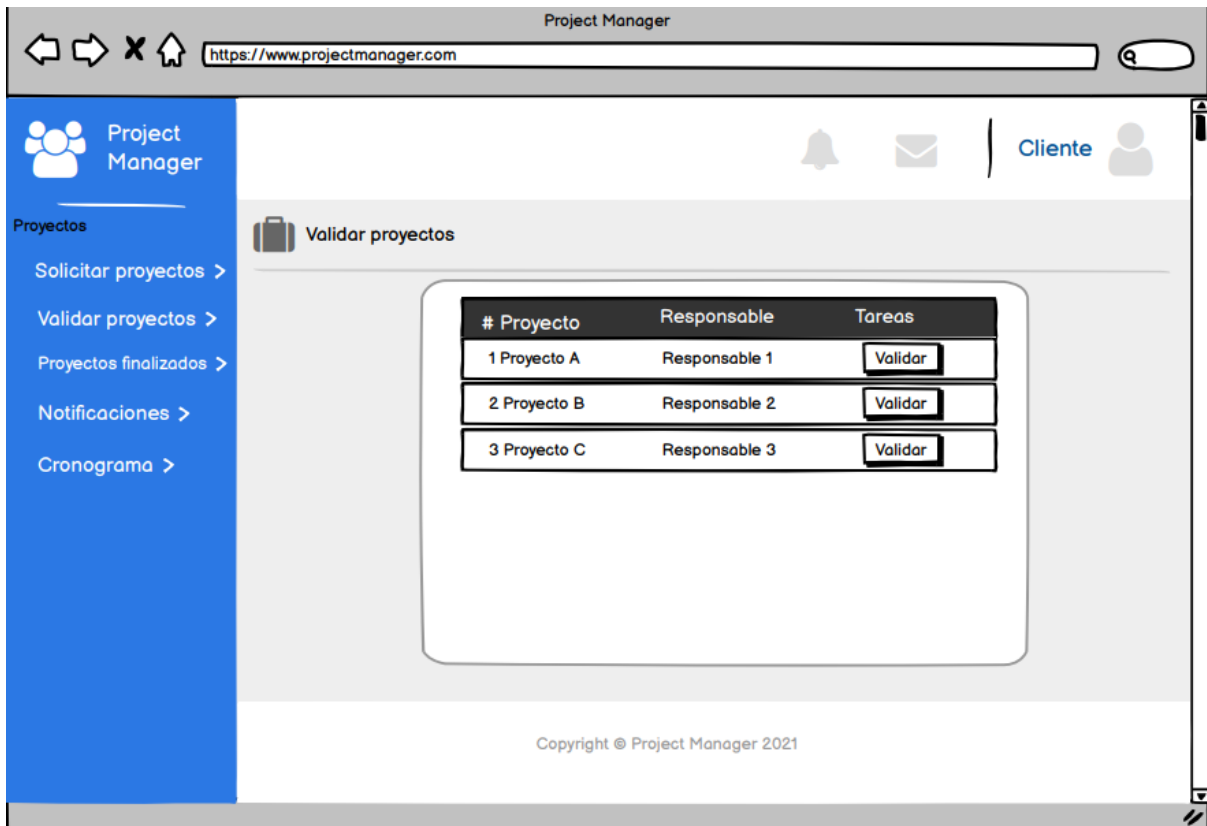 Project Manager
https://www.projectmanager.com
Project
Manager
Cliente
Proyectos
Solicitar proyectos >
Validar proyectos >
Proyectos finalizados >
Notificaciones >
Cronograma >
Validar proyectos
# Proyecto Responsable Tareas
1 Proyecto A Responsable 1 Validar
2 Proyecto B Responsable 2 Validar
3 Proyecto C Responsable 3 Validar
Copyright © Project Manager 2021